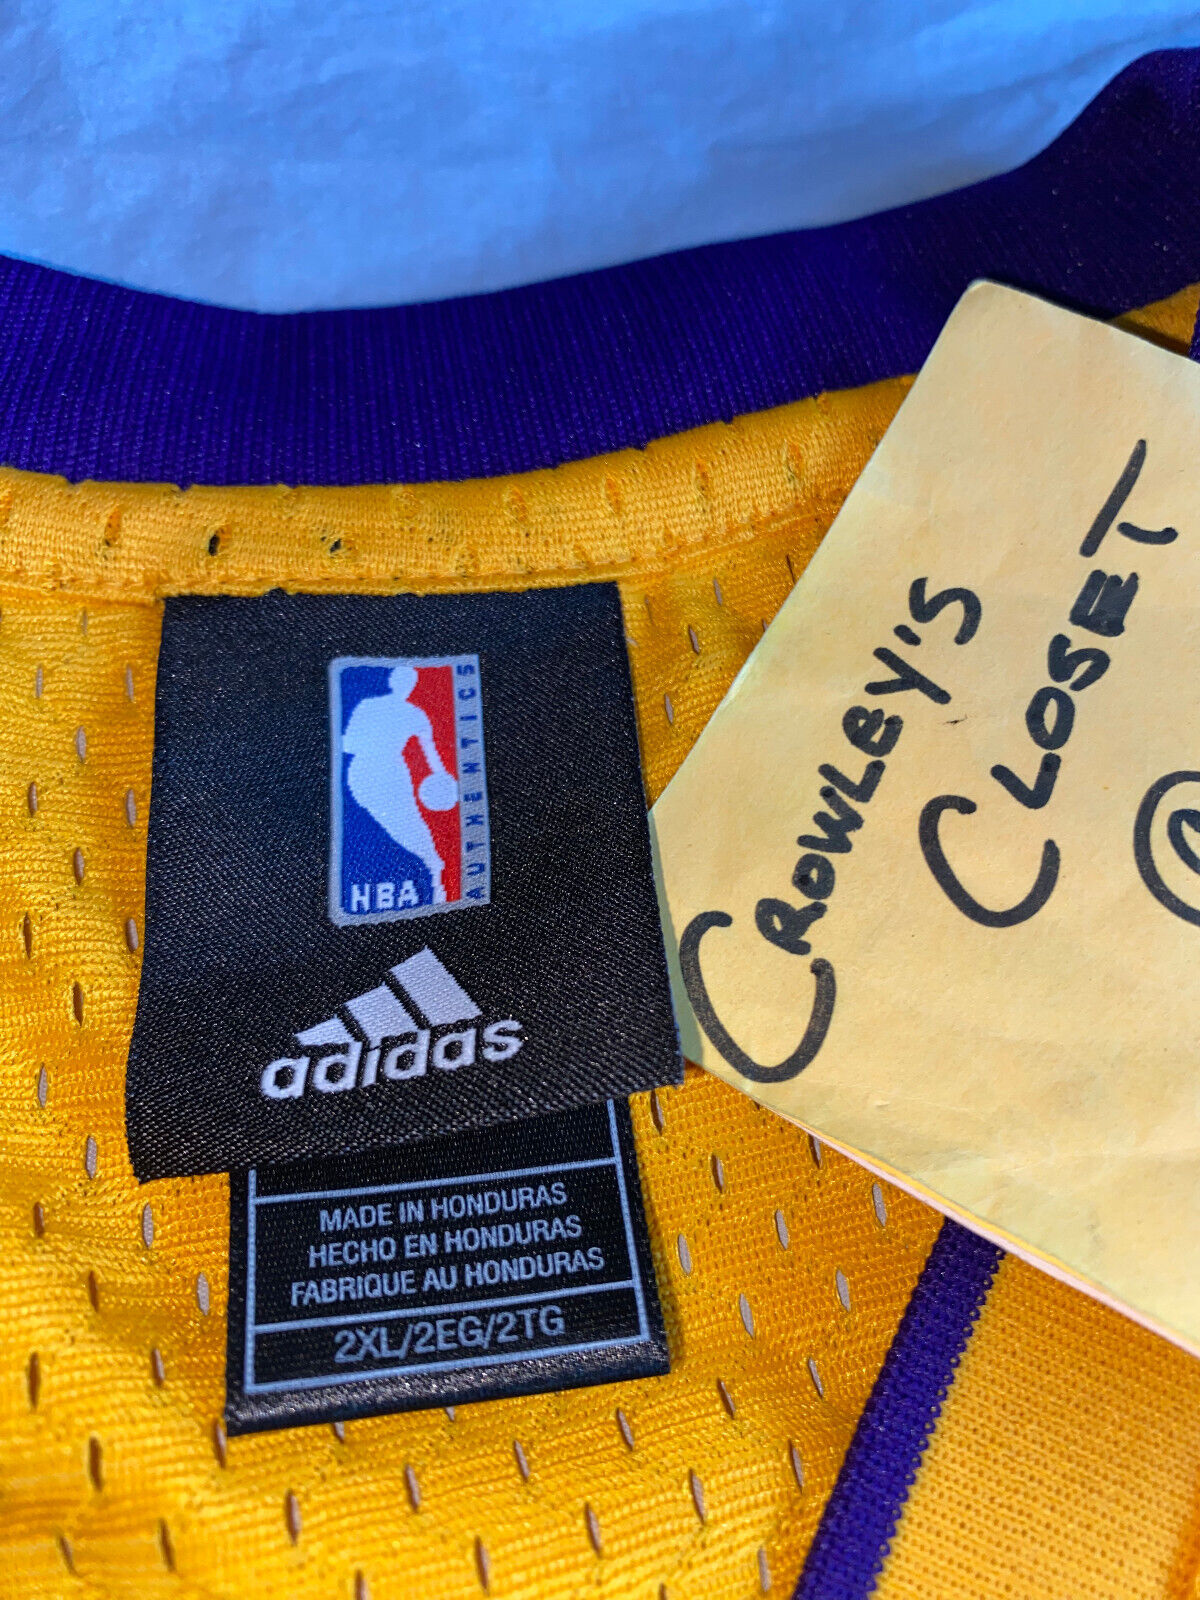 NBA
AUTHENTICS
adidas
MADE IN HONDURAS
HECHO EN HONDURAS
FABRIQUE AU HONDURAS
2XL/2EG/2TG
CROWLEY'S
CLOSET